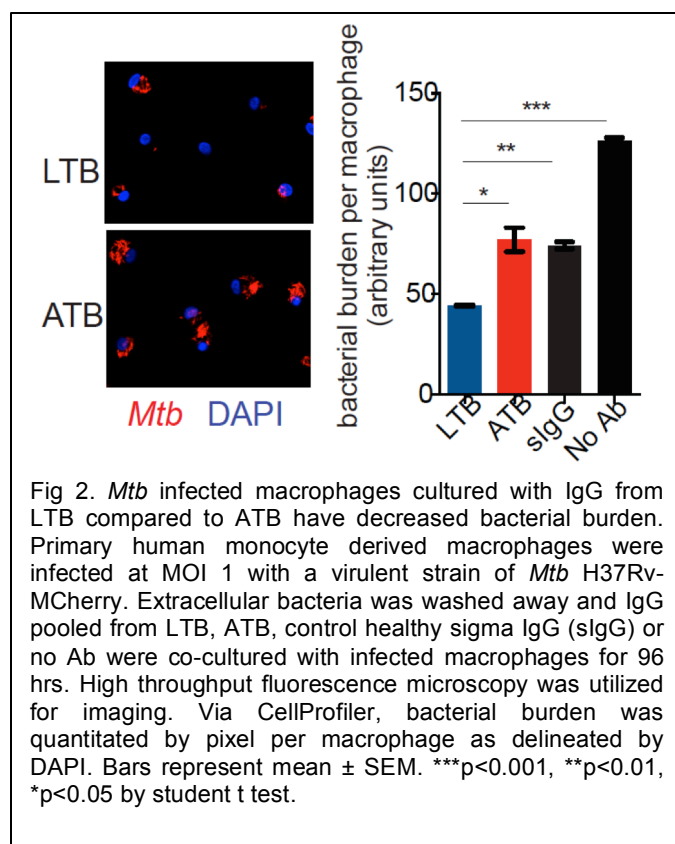 LTB
ATB
Mtb DAPI
bacterial burden per macrophage
(arbitrary units)
150
100
50
0
***
**
*
LTB
ATB
sIgG
No Ab
Fig 2. Mtb infected macrophages cultured with IgG from
LTB compared to ATB have decreased bacterial burden.
Primary human monocyte derived macrophages were
infected at MOI 1 with a virulent strain of Mtb H37Rv-
MCherry. Extracellular bacteria was washed away and IgG
pooled from LTB, ATB, control healthy sigma IgG (sIgG) or
no Ab were co-cultured with infected macrophages for 96
hrs. High throughput fluorescence microscopy was utilized
for imaging. Via CellProfiler, bacterial burden was
quantitated by pixel per macrophage as delineated by
DAPI. Bars represent mean ± SEM. ***p<0.001, **p<0.01,
*p<0.05 by student t test.